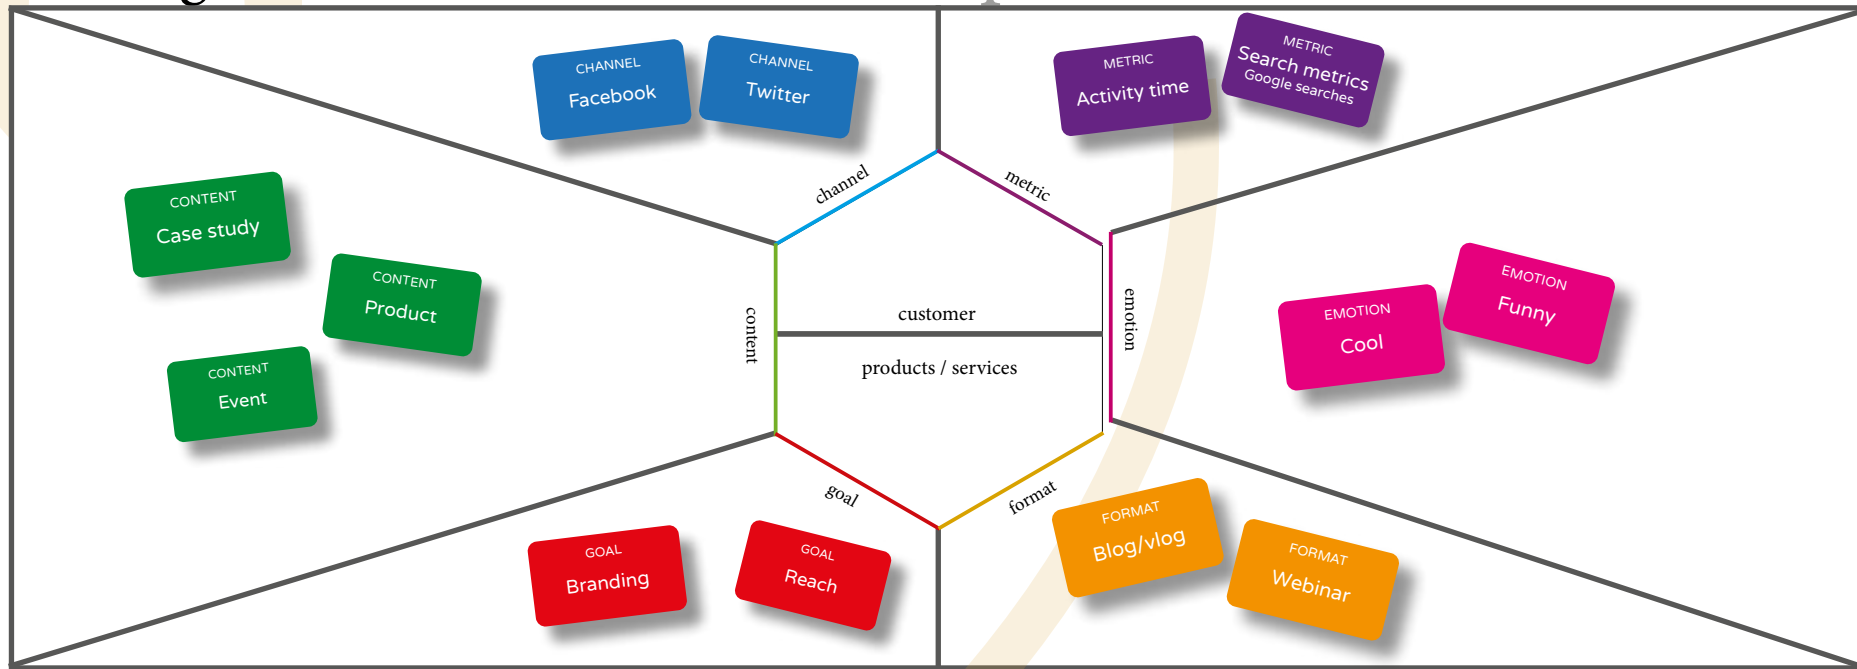 CHANNEL
Facebook
CHANNEL
Twitter
METRIC
Activity time
METRIC
Search metrics
Google searches
CONTENT
Case study
CONTENT
Product
CONTENT
Event
channel
metric
content
customer
products / services
emotion
EMOTION
Cool
EMOTION
Funny
goal
format
GOAL
Branding
GOAL
Reach
FORMAT
Blog/vlog
FORMAT
Webinar